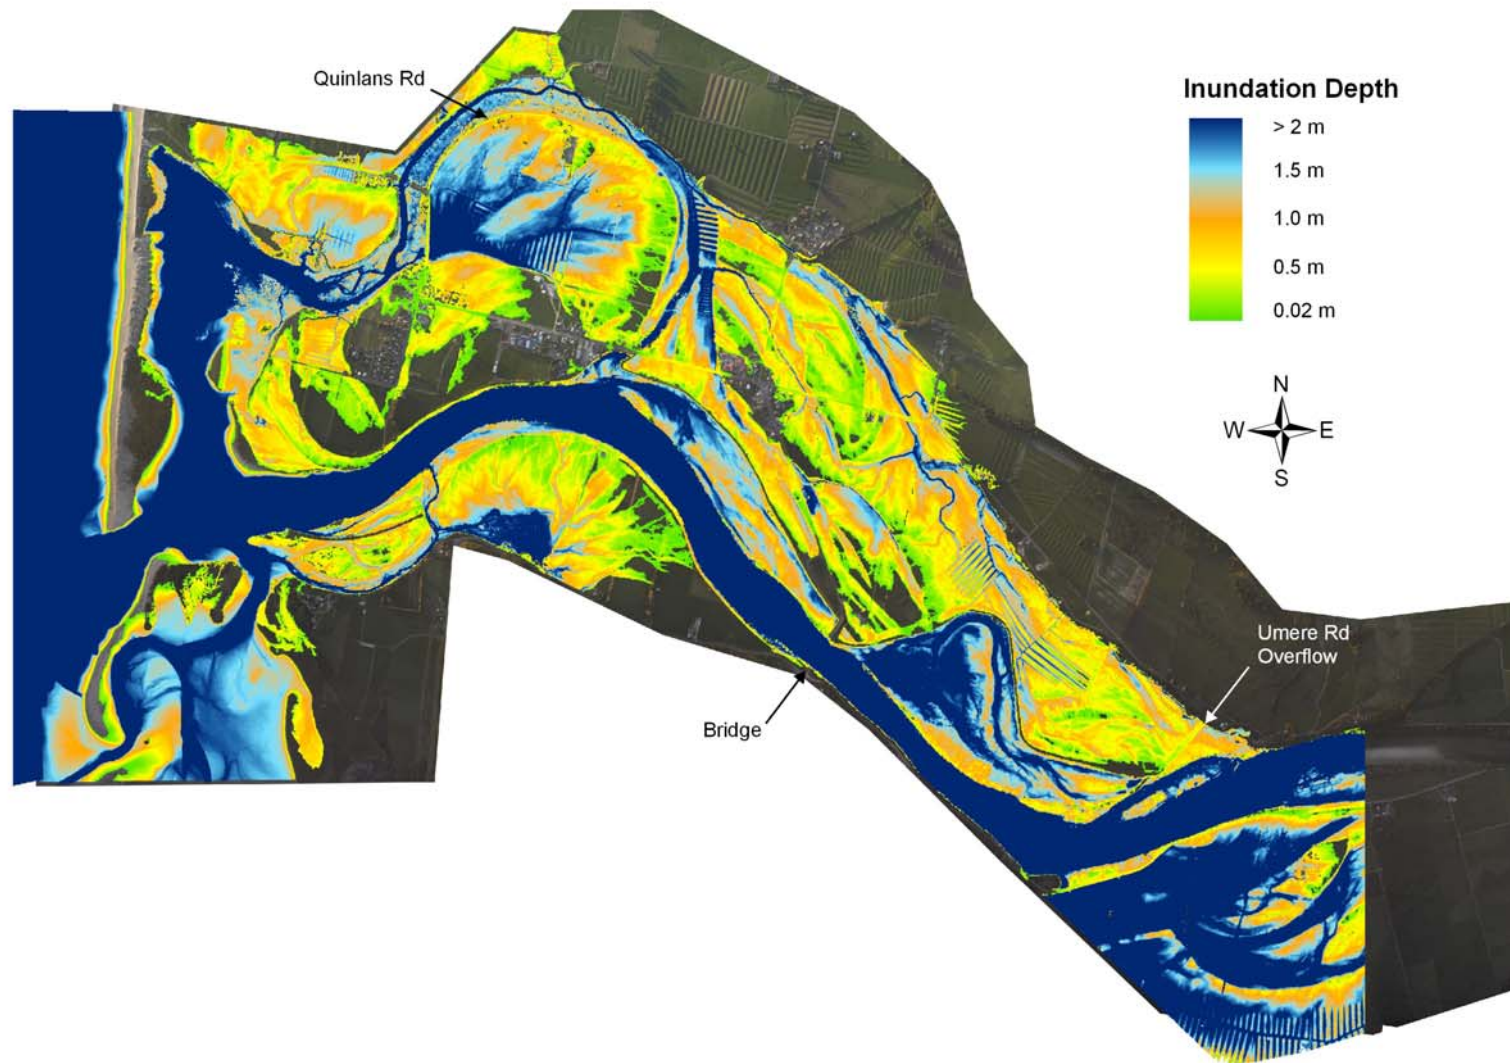 Quinlans Rd
Inundation Depth
> 2 m
1.5 m
1.0 m
0.5 m
0.02 m
N
W E
S
Umere Rd
Overflow
Bridge